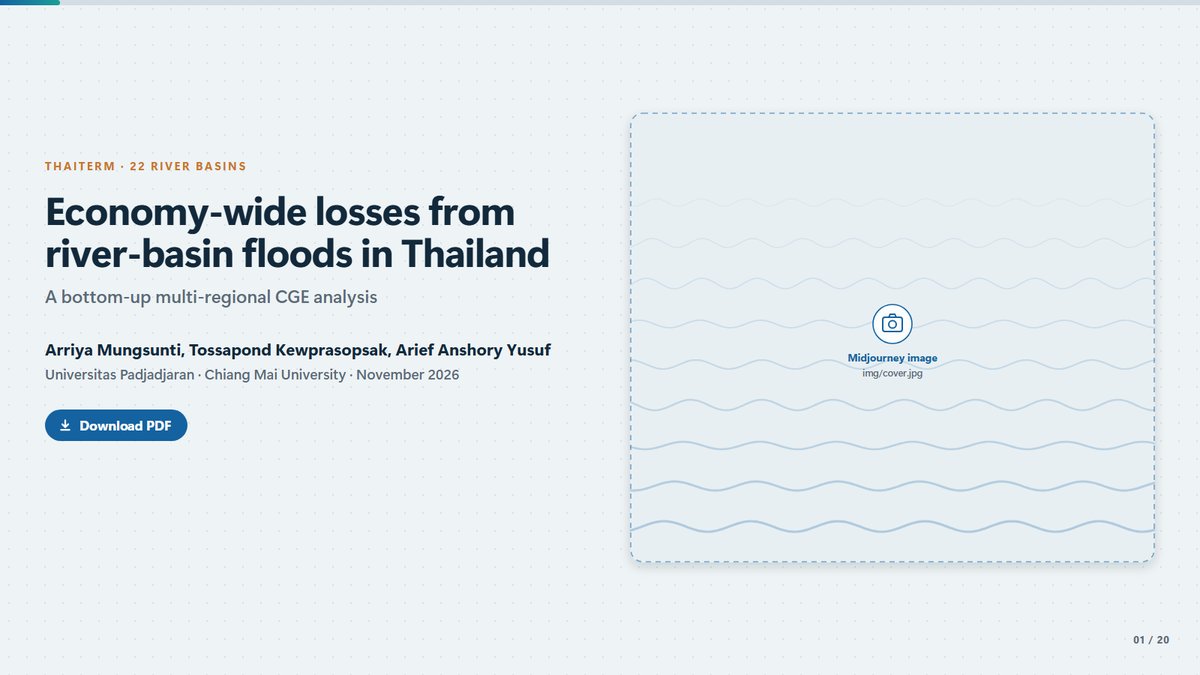 THAITERM · 22 RIVER BASINS
Economy-wide losses from
river-basin floods in Thailand
A bottom-up multi-regional CGE analysis
Arriya Mungsunti, Tossapond Kewprasopsak, Arief Anshory Yusuf
Universitas Padjadjaran · Chiang Mai University · November 2026
Download PDF
Midjourney image
img/cover.jpg
01 / 20